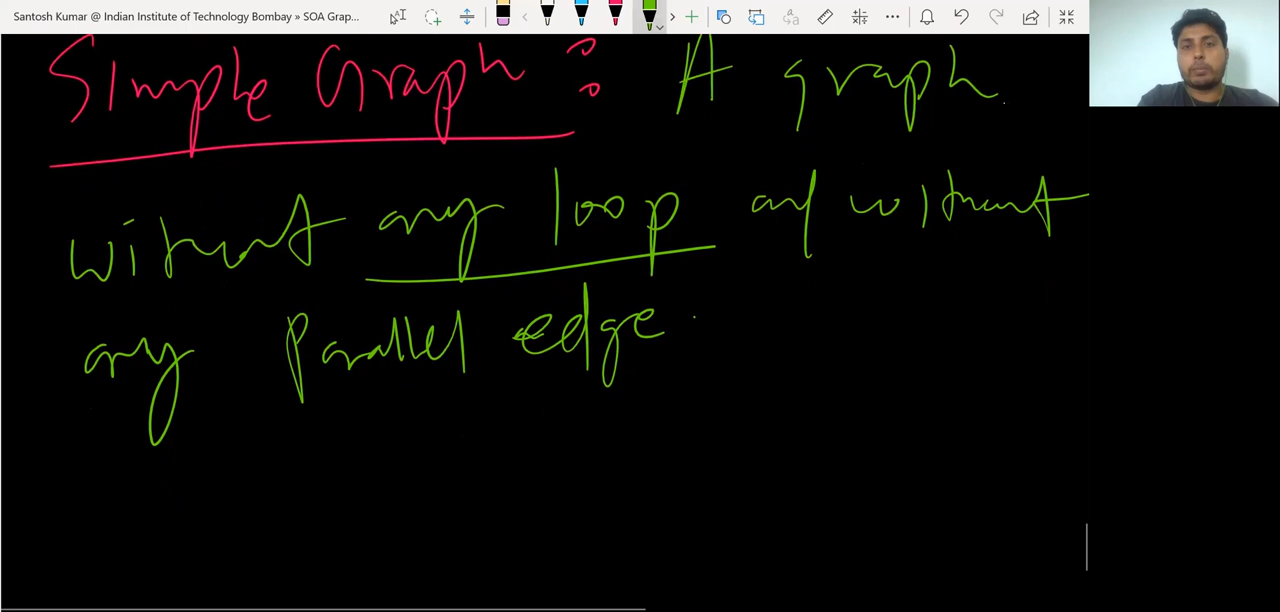 Santosh Kumar @ Indian Institute of Technology Bombay » SOA Grap...
Simple Graph : A graph
without any loop and without
any parallel edge.